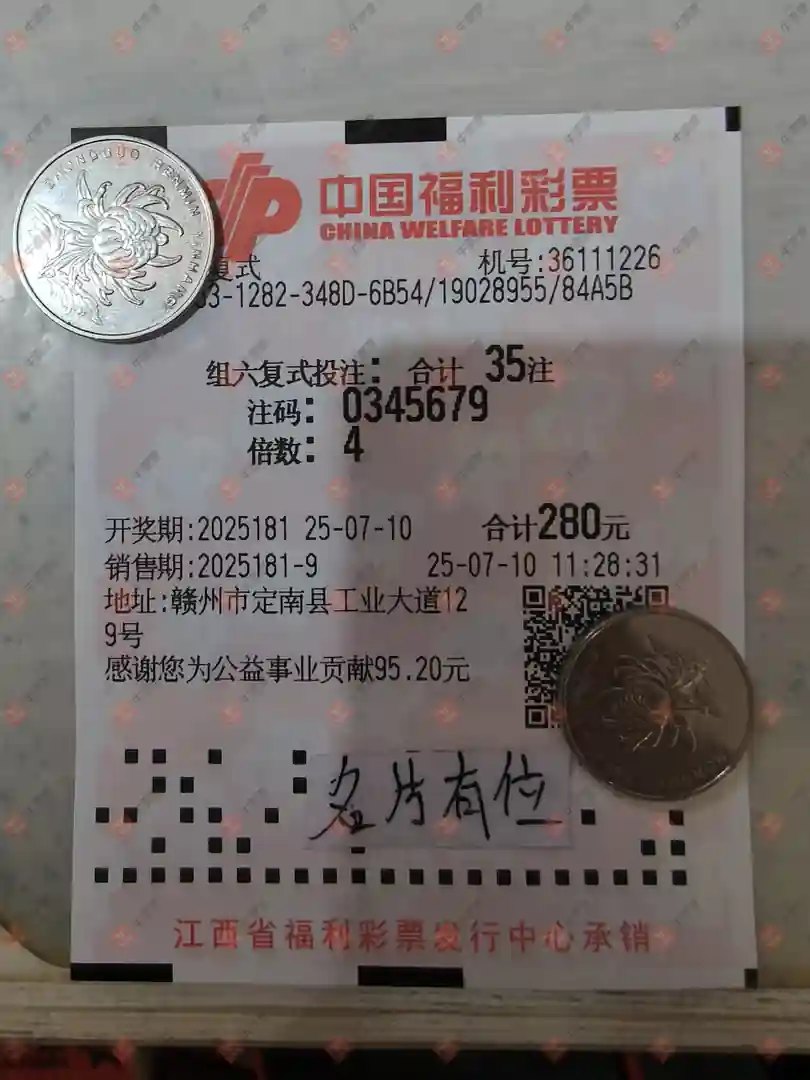 ZHONGGUO RENMIN YINHANG
中国福利彩票
CHINA WELFARE LOTTERY
复式 机号:36111226
3-1282-348D-6B54/19028955/84A5B
组六复式投注: 合计 35注
注码: 0345679
倍数: 4
开奖期:2025181 25-07-10 合计280元
销售期:2025181-9 25-07-10 11:28:31
地址:赣州市定南县工业大道12
9号
感谢您为公益事业贡献95.20元
名片有位
江西省福利彩票发行中心承销